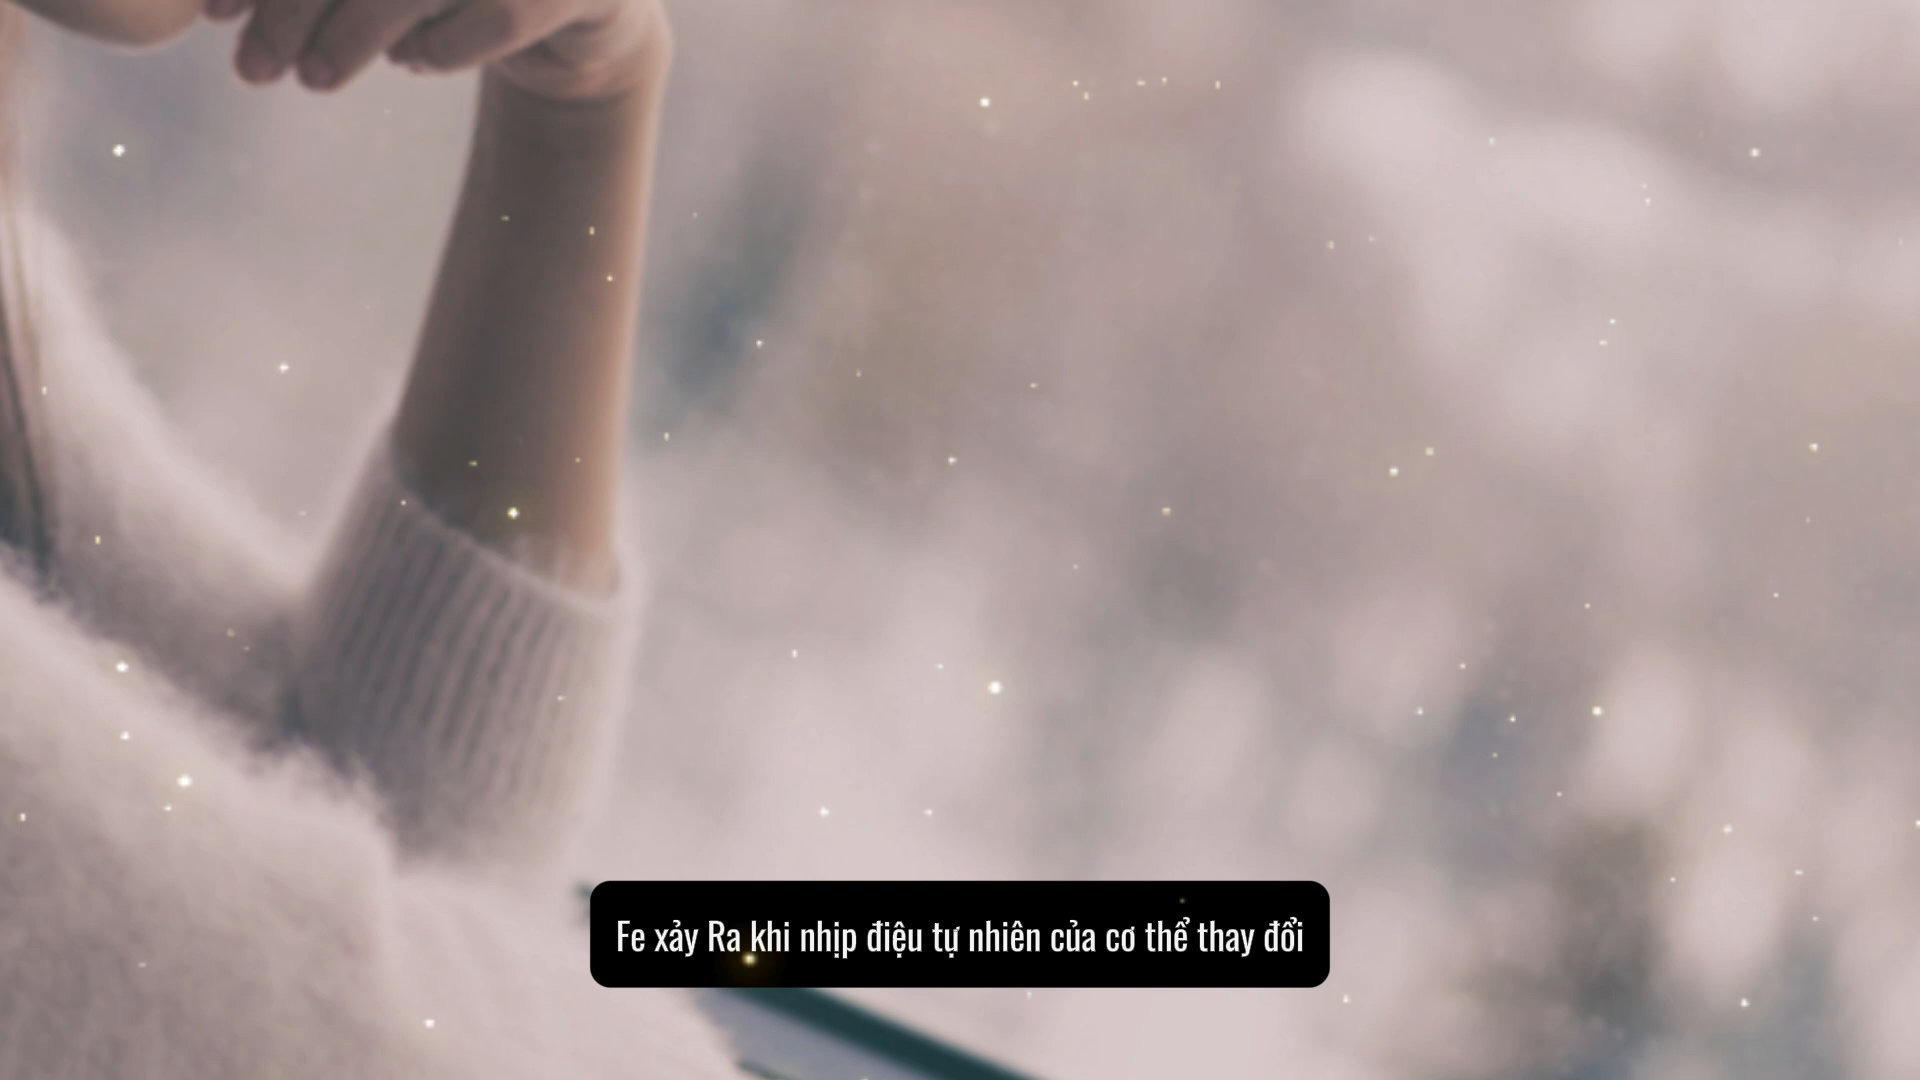 Fe xảy Ra khi nhịp điệu tự nhiên của cơ thể thay đổi